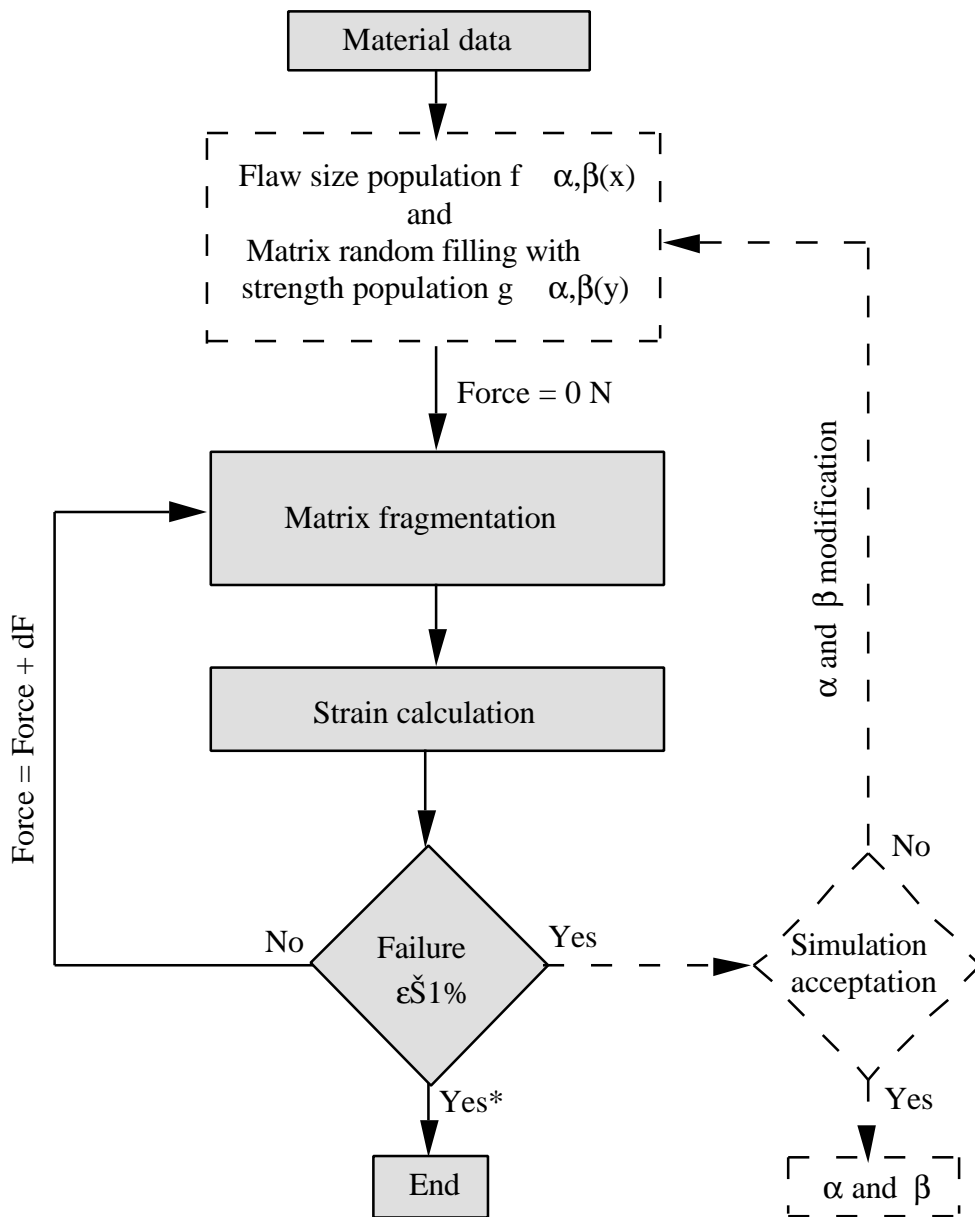 Material data
Flaw size population f α,β(x)
and
Matrix random filling with
strength population g α,β(y)
Force = 0 N
Matrix fragmentation
α and β modification
Strain calculation
Force = Force + dF
No
No
Failure
εŠ1%
Yes
Simulation
acceptation
Yes*
Yes
End
α and β